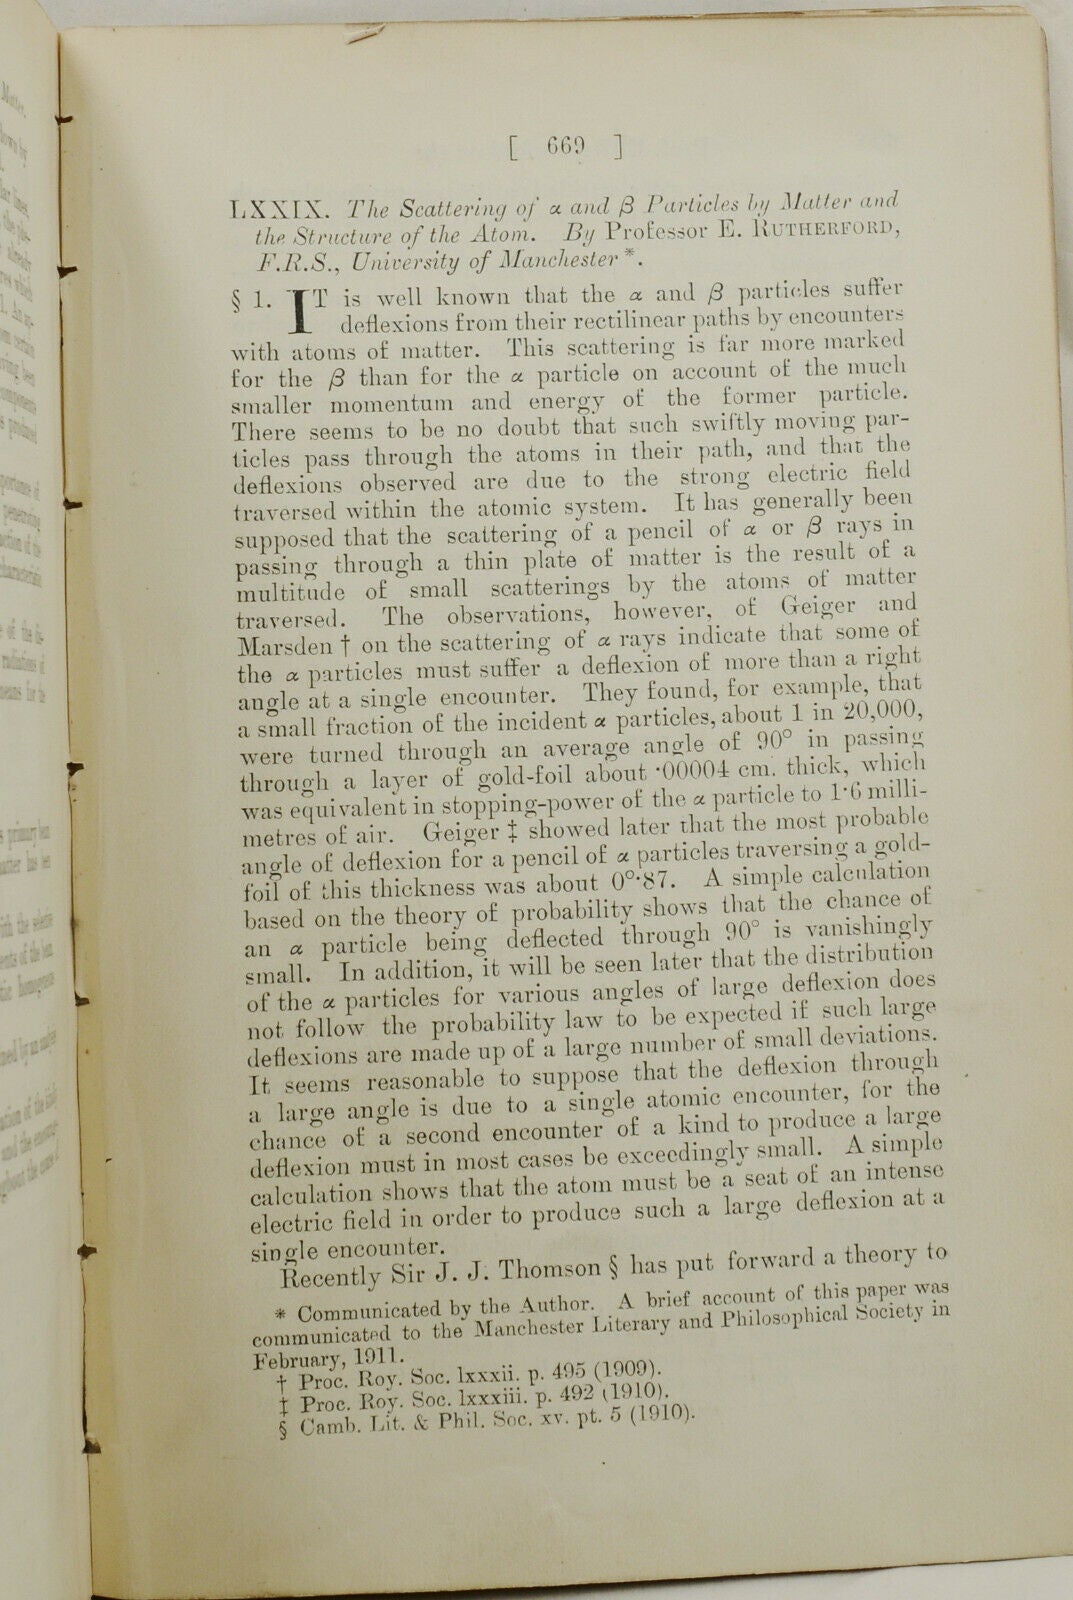 [ 669 ]
LXXIX. The Scattering of α and β Particles by Matter and
the Structure of the Atom. By Professor E. RUTHERFORD,
F.R.S., University of Manchester *.
§ 1. IT is well known that the α and β particles suffer
deflexions from their rectilinear paths by encounters
with atoms of matter. This scattering is far more marked
for the β than for the α particle on account of the much
smaller momentum and energy of the former particle.
There seems to be no doubt that such swiftly moving par-
ticles pass through the atoms in their path, and that the
deflexions observed are due to the strong electric field
traversed within the atomic system. It has generally been
supposed that the scattering of a pencil of α or β rays in
passing through a thin plate of matter is the result of a
multitude of small scatterings by the atoms of matter
traversed. The observations, however, of Geiger and
Marsden † on the scattering of α rays indicate that some of
the α particles must suffer a deflexion of more than a right
angle at a single encounter. They found, for example, that
a small fraction of the incident α particles, about 1 in 20,000,
were turned through an average angle of 90° in passing
through a layer of gold-foil about ·00004 cm. thick, which
was equivalent in stopping-power of the α particle to 1·6 milli-
metres of air. Geiger ‡ showed later that the most probable
angle of deflexion for a pencil of α particles traversing a gold-
foil of this thickness was about 0°·87. A simple calculation
based on the theory of probability shows that the chance of
an α particle being deflected through 90° is vanishingly
small. In addition, it will be seen later that the distribution
of the α particles for various angles of large deflexion does
not follow the probability law to be expected if such large
deflexions are made up of a large number of small deviations.
It seems reasonable to suppose that the deflexion through
a large angle is due to a single atomic encounter, for the
chance of a second encounter of a kind to produce a large
deflexion must in most cases be exceedingly small. A simple
calculation shows that the atom must be a seat of an intense
electric field in order to produce such a large deflexion at a
single encounter.
Recently Sir J. J. Thomson § has put forward a theory to
* Communicated by the Author. A brief account of this paper was
communicated to the Manchester Literary and Philosophical Society in
February, 1911.
† Proc. Roy. Soc. lxxxii. p. 495 (1909).
‡ Proc. Roy. Soc. lxxxiii. p. 492 (1910).
§ Camb. Lit. & Phil. Soc. xv. pt. 5 (1910).